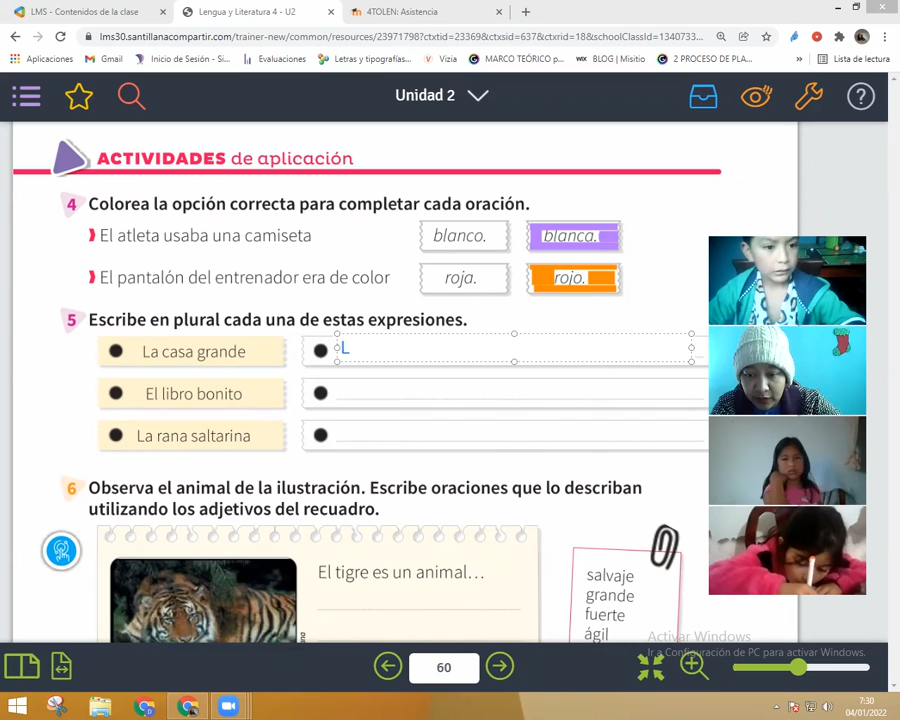 LMS - Contenidos de la clase
Lengua y Literatura 4 - U2
4TOLEN: Asistencia
lms30.santillanacompartir.com/trainer-new/common/resources/23971798?ctxtid=23369&ctxsid=637&ctxtrid=18&schoolClassId=1340733...
Aplicaciones
Gmail
Inicio de Sesión - Si...
Evaluaciones
Letras y tipografías...
Vizia
MARCO TEÓRICO p...
WIX BLOG | Misitio
2 PROCESO DE PLA...
»
Lista de lectura
Unidad 2
ACTIVIDADES de aplicación
4 Colorea la opción correcta para completar cada oración.
El atleta usaba una camiseta blanco. blanca.
El pantalón del entrenador era de color roja. rojo.
5 Escribe en plural cada una de estas expresiones.
La casa grande L
El libro bonito
La rana saltarina
6 Observa el animal de la ilustración. Escribe oraciones que lo describan
utilizando los adjetivos del recuadro.
El tigre es un animal…
salvaje
grande
fuerte
ágil
Activar Windows
Ir a Configuración de PC para activar Windows.
60
7:30
04/01/2022